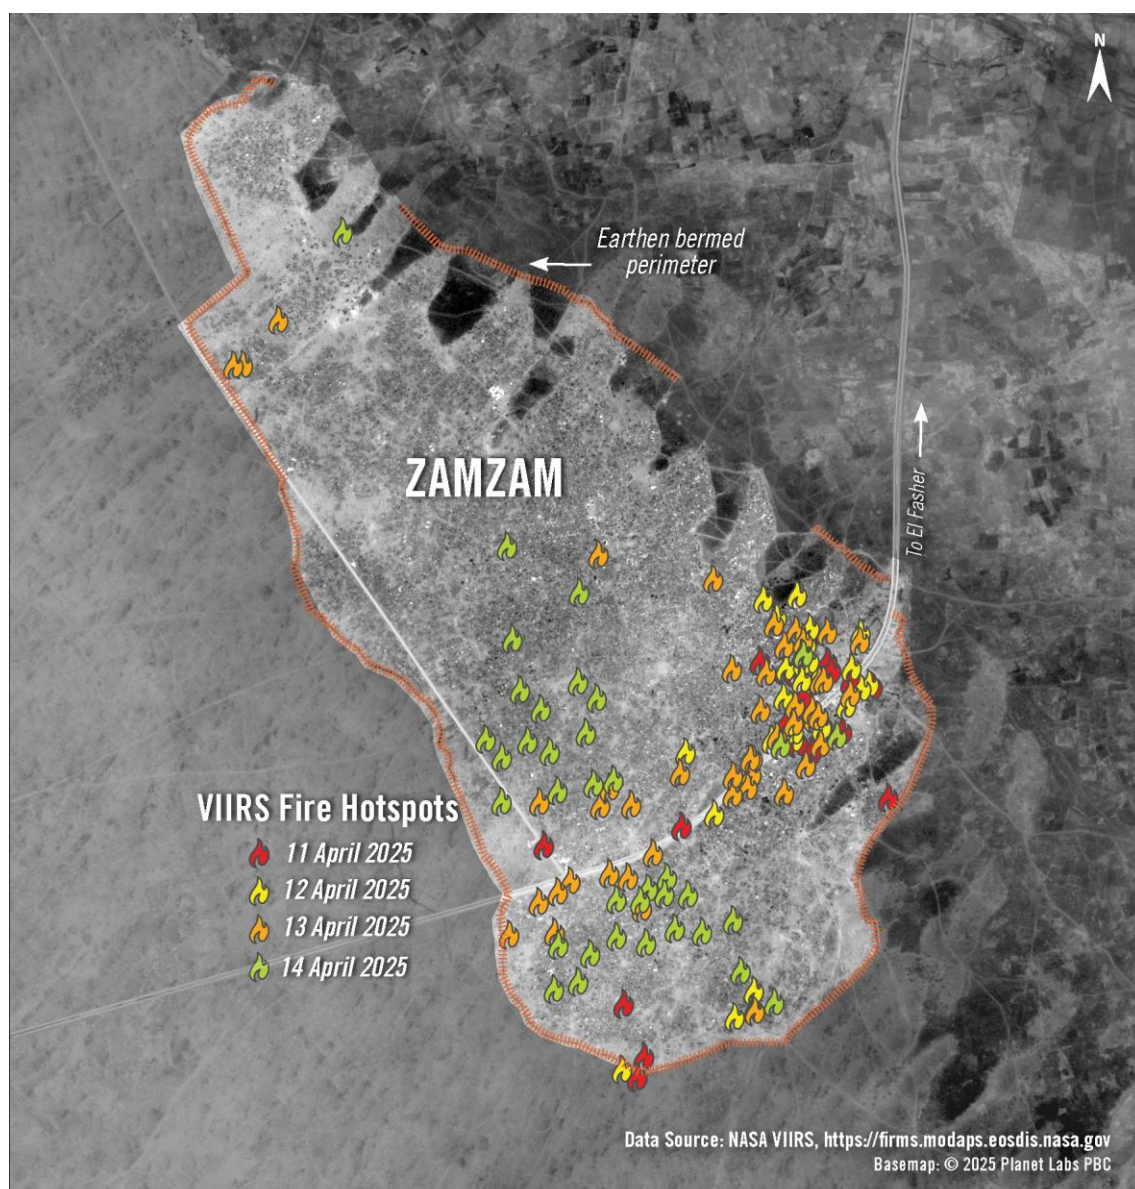 N
Earthen bermed
perimeter
ZAMZAM
To El Fasher
VIIRS Fire Hotspots
11 April 2025
12 April 2025
13 April 2025
14 April 2025
Data Source: NASA VIIRS, https://firms.modaps.eosdis.nasa.gov
Basemap: © 2025 Planet Labs PBC